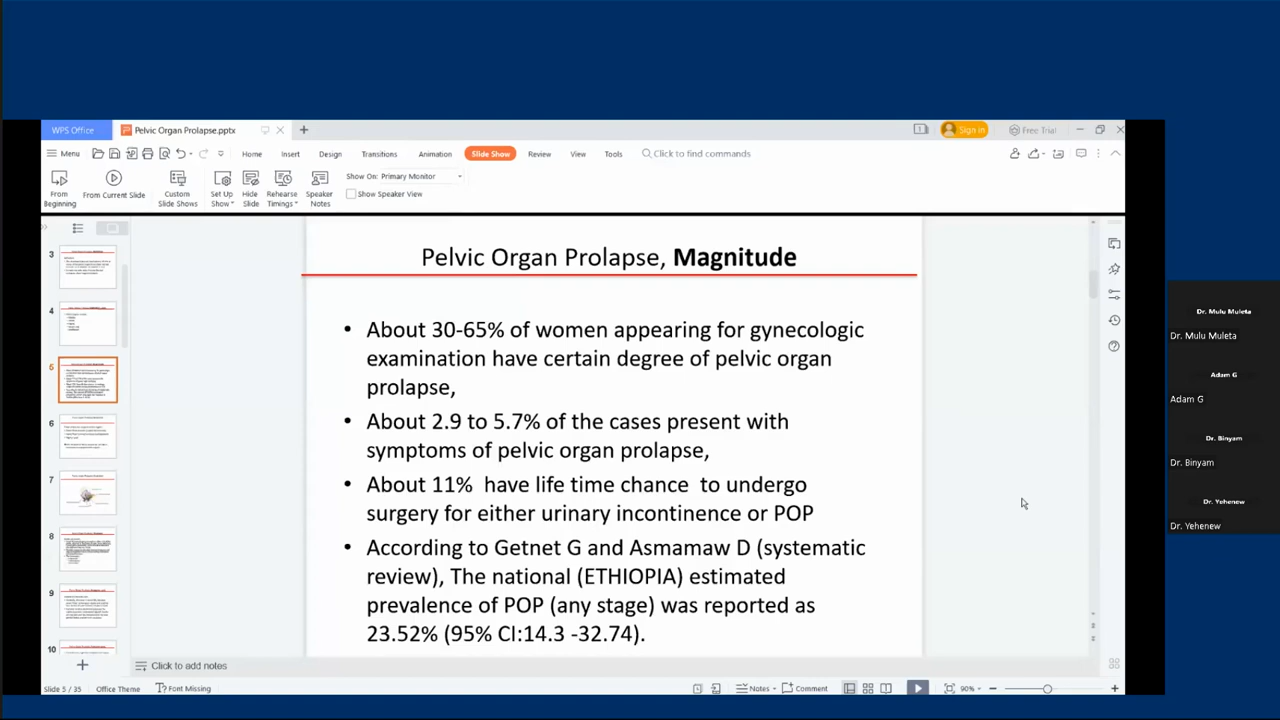 WPS Office
Pelvic Organ Prolapse.pptx
Sign in
Free Trial
Menu
Home
Insert
Design
Transitions
Animation
Slide Show
Review
View
Tools
Click to find commands
From Beginning
From Current Slide
Custom Slide Shows
Set Up Show
Hide Slide
Rehearse Timings
Speaker Notes
Show On: Primary Monitor
Show Speaker View
3
4
5
6
7
8
9
10
Pelvic Organ Prolapse, Magnitude
• About 30-65% of women appearing for gynecologic
examination have certain degree of pelvic organ
prolapse,
• About 2.9 to 5.7% of the cases present with
symptoms of pelvic organ prolapse,
• About 11% have life time chance to undergo
surgery for either urinary incontinence or POP
• According to Getnet G and Asmamaw D (systematic
review), The national (ETHIOPIA) estimated
prevalence of POP (any stage) was reported as
23.52% (95% CI:14.3 -32.74).
Click to add notes
Slide 5 / 35
Office Theme
Font Missing
Notes
Comment
90%
Dr. Mulu Muleta
Dr. Mulu Muleta
Adam G
Adam G
Dr. Binyam
Dr. Binyam
Dr. Yehenew
Dr. Yehenew